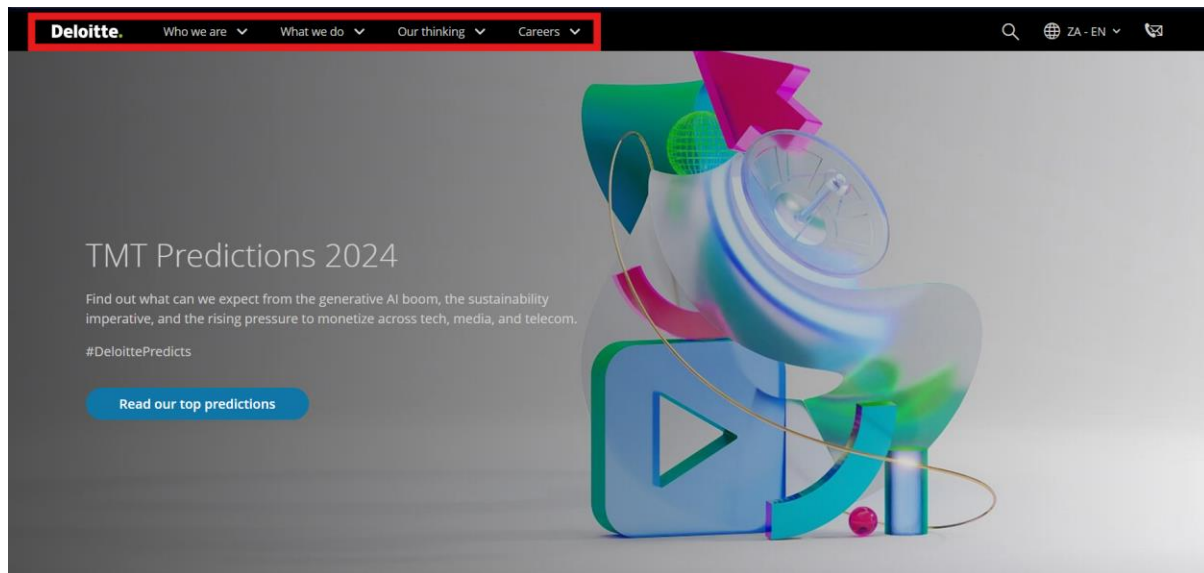 Deloitte. Who we are What we do Our thinking Careers ZA - EN
TMT Predictions 2024
Find out what can we expect from the generative AI boom, the sustainability
imperative, and the rising pressure to monetize across tech, media, and telecom.
#DeloittePredicts
Read our top predictions